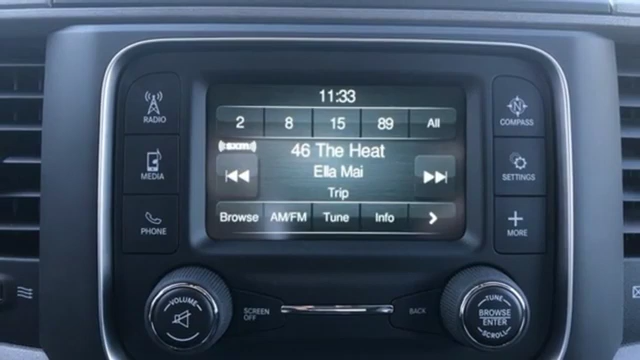 11:33
RADIO
2 8 15 89 All
COMPASS
((sxm))
46 The Heat
Ella Mai
Trip
MEDIA
SETTINGS
Browse AM/FM Tune Info
PHONE
MORE
VOLUME
SCREEN
OFF
BACK
TUNE
BROWSE
ENTER
SCROLL